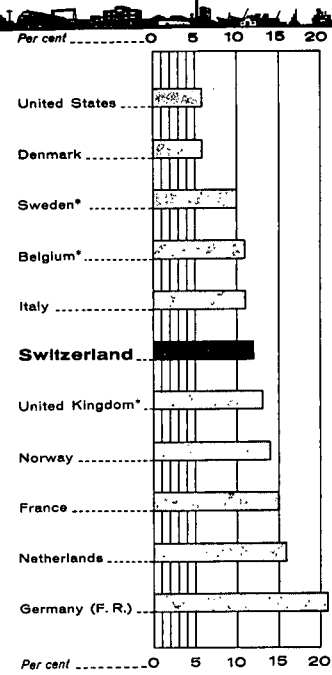 Per cent 0 5 10 15 20
United States
Denmark
Sweden*
Belgium*
Italy
Switzerland
United Kingdom*
Norway
France
Netherlands
Germany (F. R.)
Per cent 0 5 10 15 20